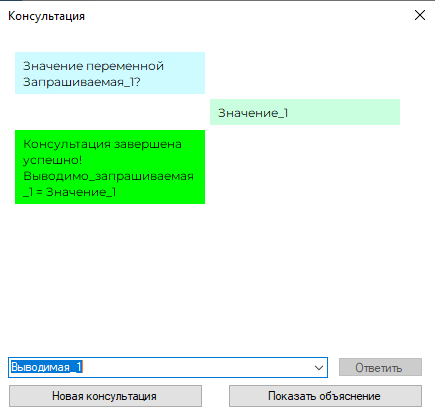 Консультация
Значение переменной
Запрашиваемая_1?
Значение_1
Консультация завершена
успешно!
Выводимо_запрашиваемая
_1 = Значение_1
Выводимая_1
Ответить
Новая консультация
Показать объяснение